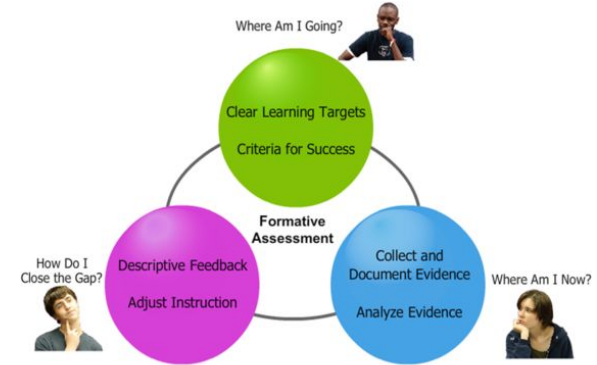 Where Am I Going?
Clear Learning Targets
Criteria for Success
Formative
Assessment
How Do I
Close the Gap?
Descriptive Feedback
Adjust Instruction
Collect and
Document Evidence
Analyze Evidence
Where Am I Now?